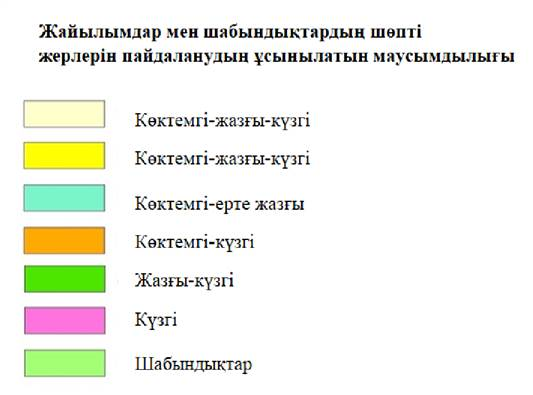 Жайылымдар мен шабындықтардың шөпті
жерлерін пайдаланудың ұсынылатын маусымдылығы
Көктемгі-жазғы-күзгі
Көктемгі-жазғы-күзгі
Көктемгі-ерте жазғы
Көктемгі-күзгі
Жазғы-күзгі
Күзгі
Шабындықтар